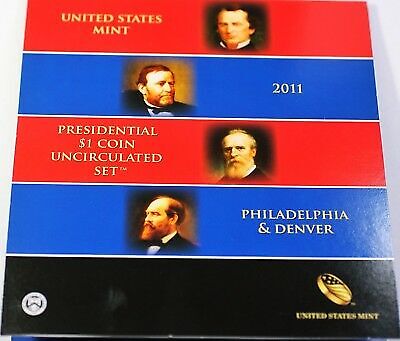 UNITED STATES
MINT
2011
PRESIDENTIAL
$1 COIN
UNCIRCULATED
SET™
PHILADELPHIA
& DENVER
UNITED STATES MINT